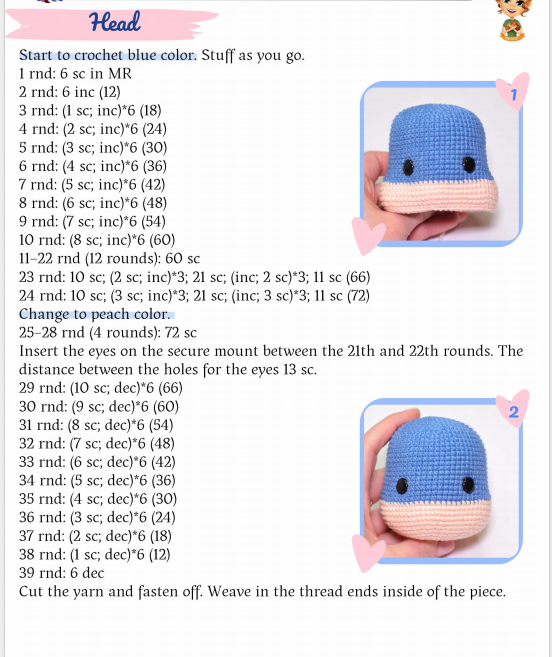 Head
Start to crochet blue color. Stuff as you go.
1 rnd: 6 sc in MR
2 rnd: 6 inc (12)
3 rnd: (1 sc; inc)*6 (18)
4 rnd: (2 sc; inc)*6 (24)
5 rnd: (3 sc; inc)*6 (30)
6 rnd: (4 sc; inc)*6 (36)
7 rnd: (5 sc; inc)*6 (42)
8 rnd: (6 sc; inc)*6 (48)
9 rnd: (7 sc; inc)*6 (54)
10 rnd: (8 sc; inc)*6 (60)
11–22 rnd (12 rounds): 60 sc
23 rnd: 10 sc; (2 sc; inc)*3; 21 sc; (inc; 2 sc)*3; 11 sc (66)
24 rnd: 10 sc; (3 sc; inc)*3; 21 sc; (inc; 3 sc)*3; 11 sc (72)
Change to peach color.
25–28 rnd (4 rounds): 72 sc
Insert the eyes on the secure mount between the 21th and 22th rounds. The
distance between the holes for the eyes 13 sc.
29 rnd: (10 sc; dec)*6 (66)
30 rnd: (9 sc; dec)*6 (60)
31 rnd: (8 sc; dec)*6 (54)
32 rnd: (7 sc; dec)*6 (48)
33 rnd: (6 sc; dec)*6 (42)
34 rnd: (5 sc; dec)*6 (36)
35 rnd: (4 sc; dec)*6 (30)
36 rnd: (3 sc; dec)*6 (24)
37 rnd: (2 sc; dec)*6 (18)
38 rnd: (1 sc; dec)*6 (12)
39 rnd: 6 dec
Cut the yarn and fasten off. Weave in the thread ends inside of the piece.
1
2